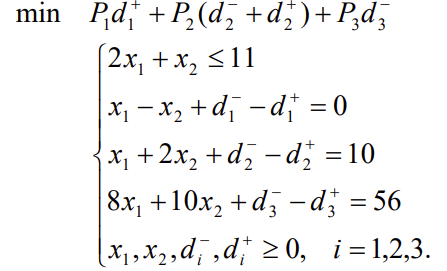 min P₁d₁⁺ + P₂(d₂⁻ + d₂⁺) + P₃d₃⁻
2x₁ + x₂ ≤ 11
x₁ − x₂ + d₁⁻ − d₁⁺ = 0
x₁ + 2x₂ + d₂⁻ − d₂⁺ = 10
8x₁ + 10x₂ + d₃⁻ − d₃⁺ = 56
x₁, x₂, dᵢ⁻, dᵢ⁺ ≥ 0, i = 1,2,3.